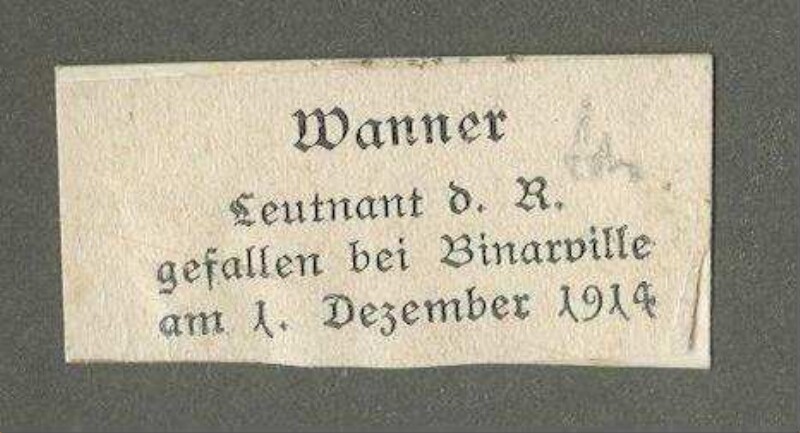 Wanner
Leutnant d. R.
gefallen bei Binarville
am 1. Dezember 1914